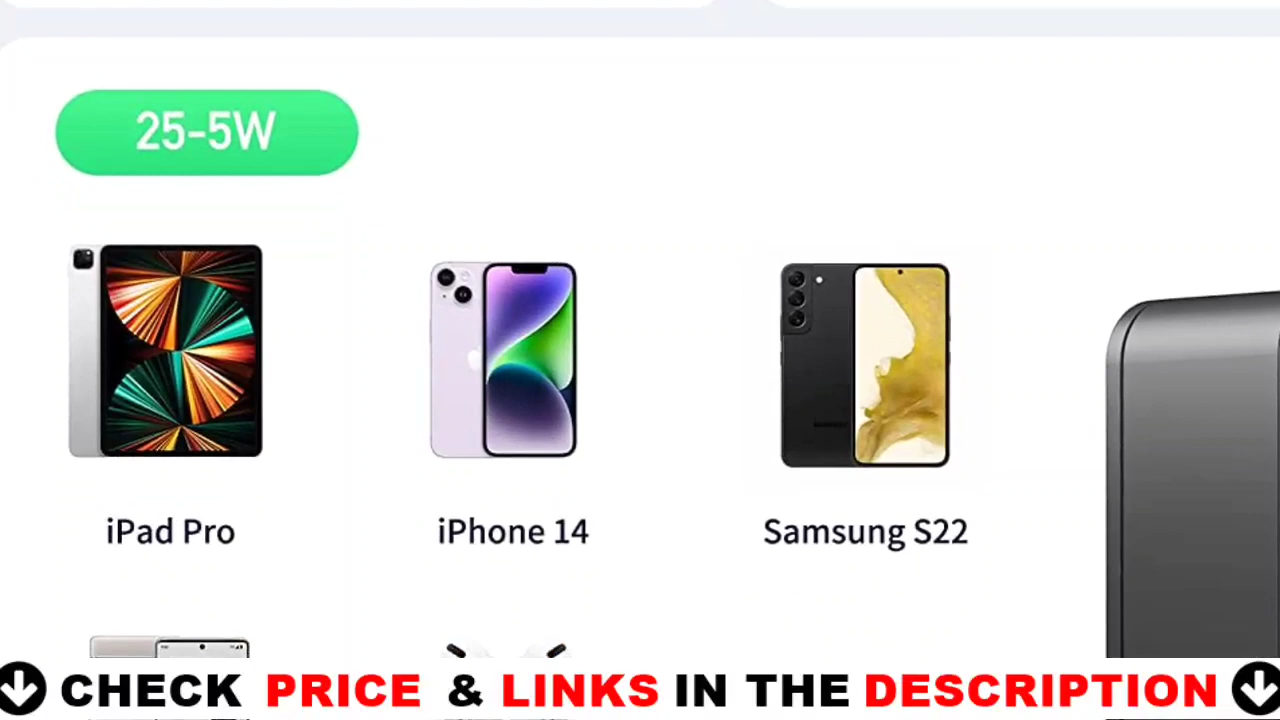 25-5W
iPad Pro
iPhone 14
Samsung S22
CHECK PRICE & LINKS IN THE DESCRIPTION